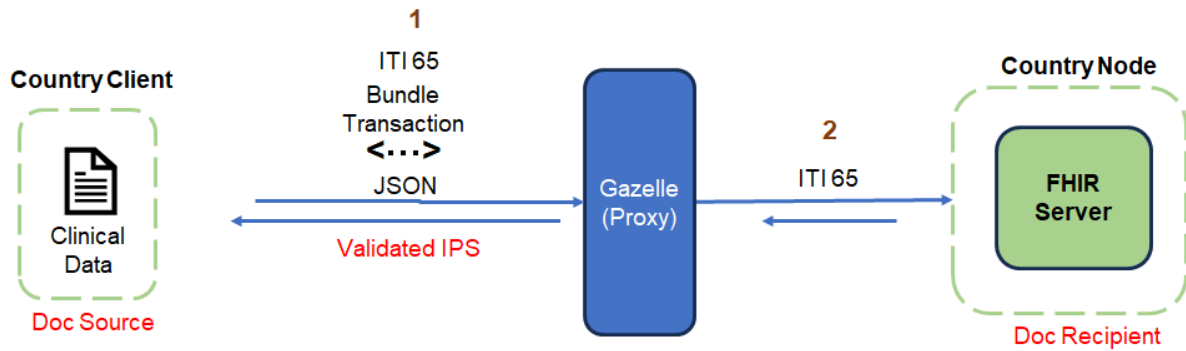 1
ITI 65
Bundle
Transaction
<...>
JSON
Validated IPS
Country Client
Clinical
Data
Doc Source
Gazelle
(Proxy)
2
ITI 65
Country Node
FHIR
Server
Doc Recipient